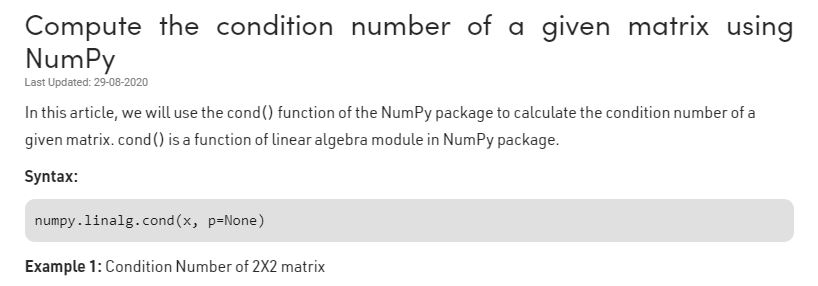 Compute the condition number of a given matrix using
NumPy
Last Updated: 29-08-2020
In this article, we will use the cond() function of the NumPy package to calculate the condition number of a
given matrix. cond() is a function of linear algebra module in NumPy package.
Syntax:
numpy.linalg.cond(x, p=None)
Example 1: Condition Number of 2X2 matrix